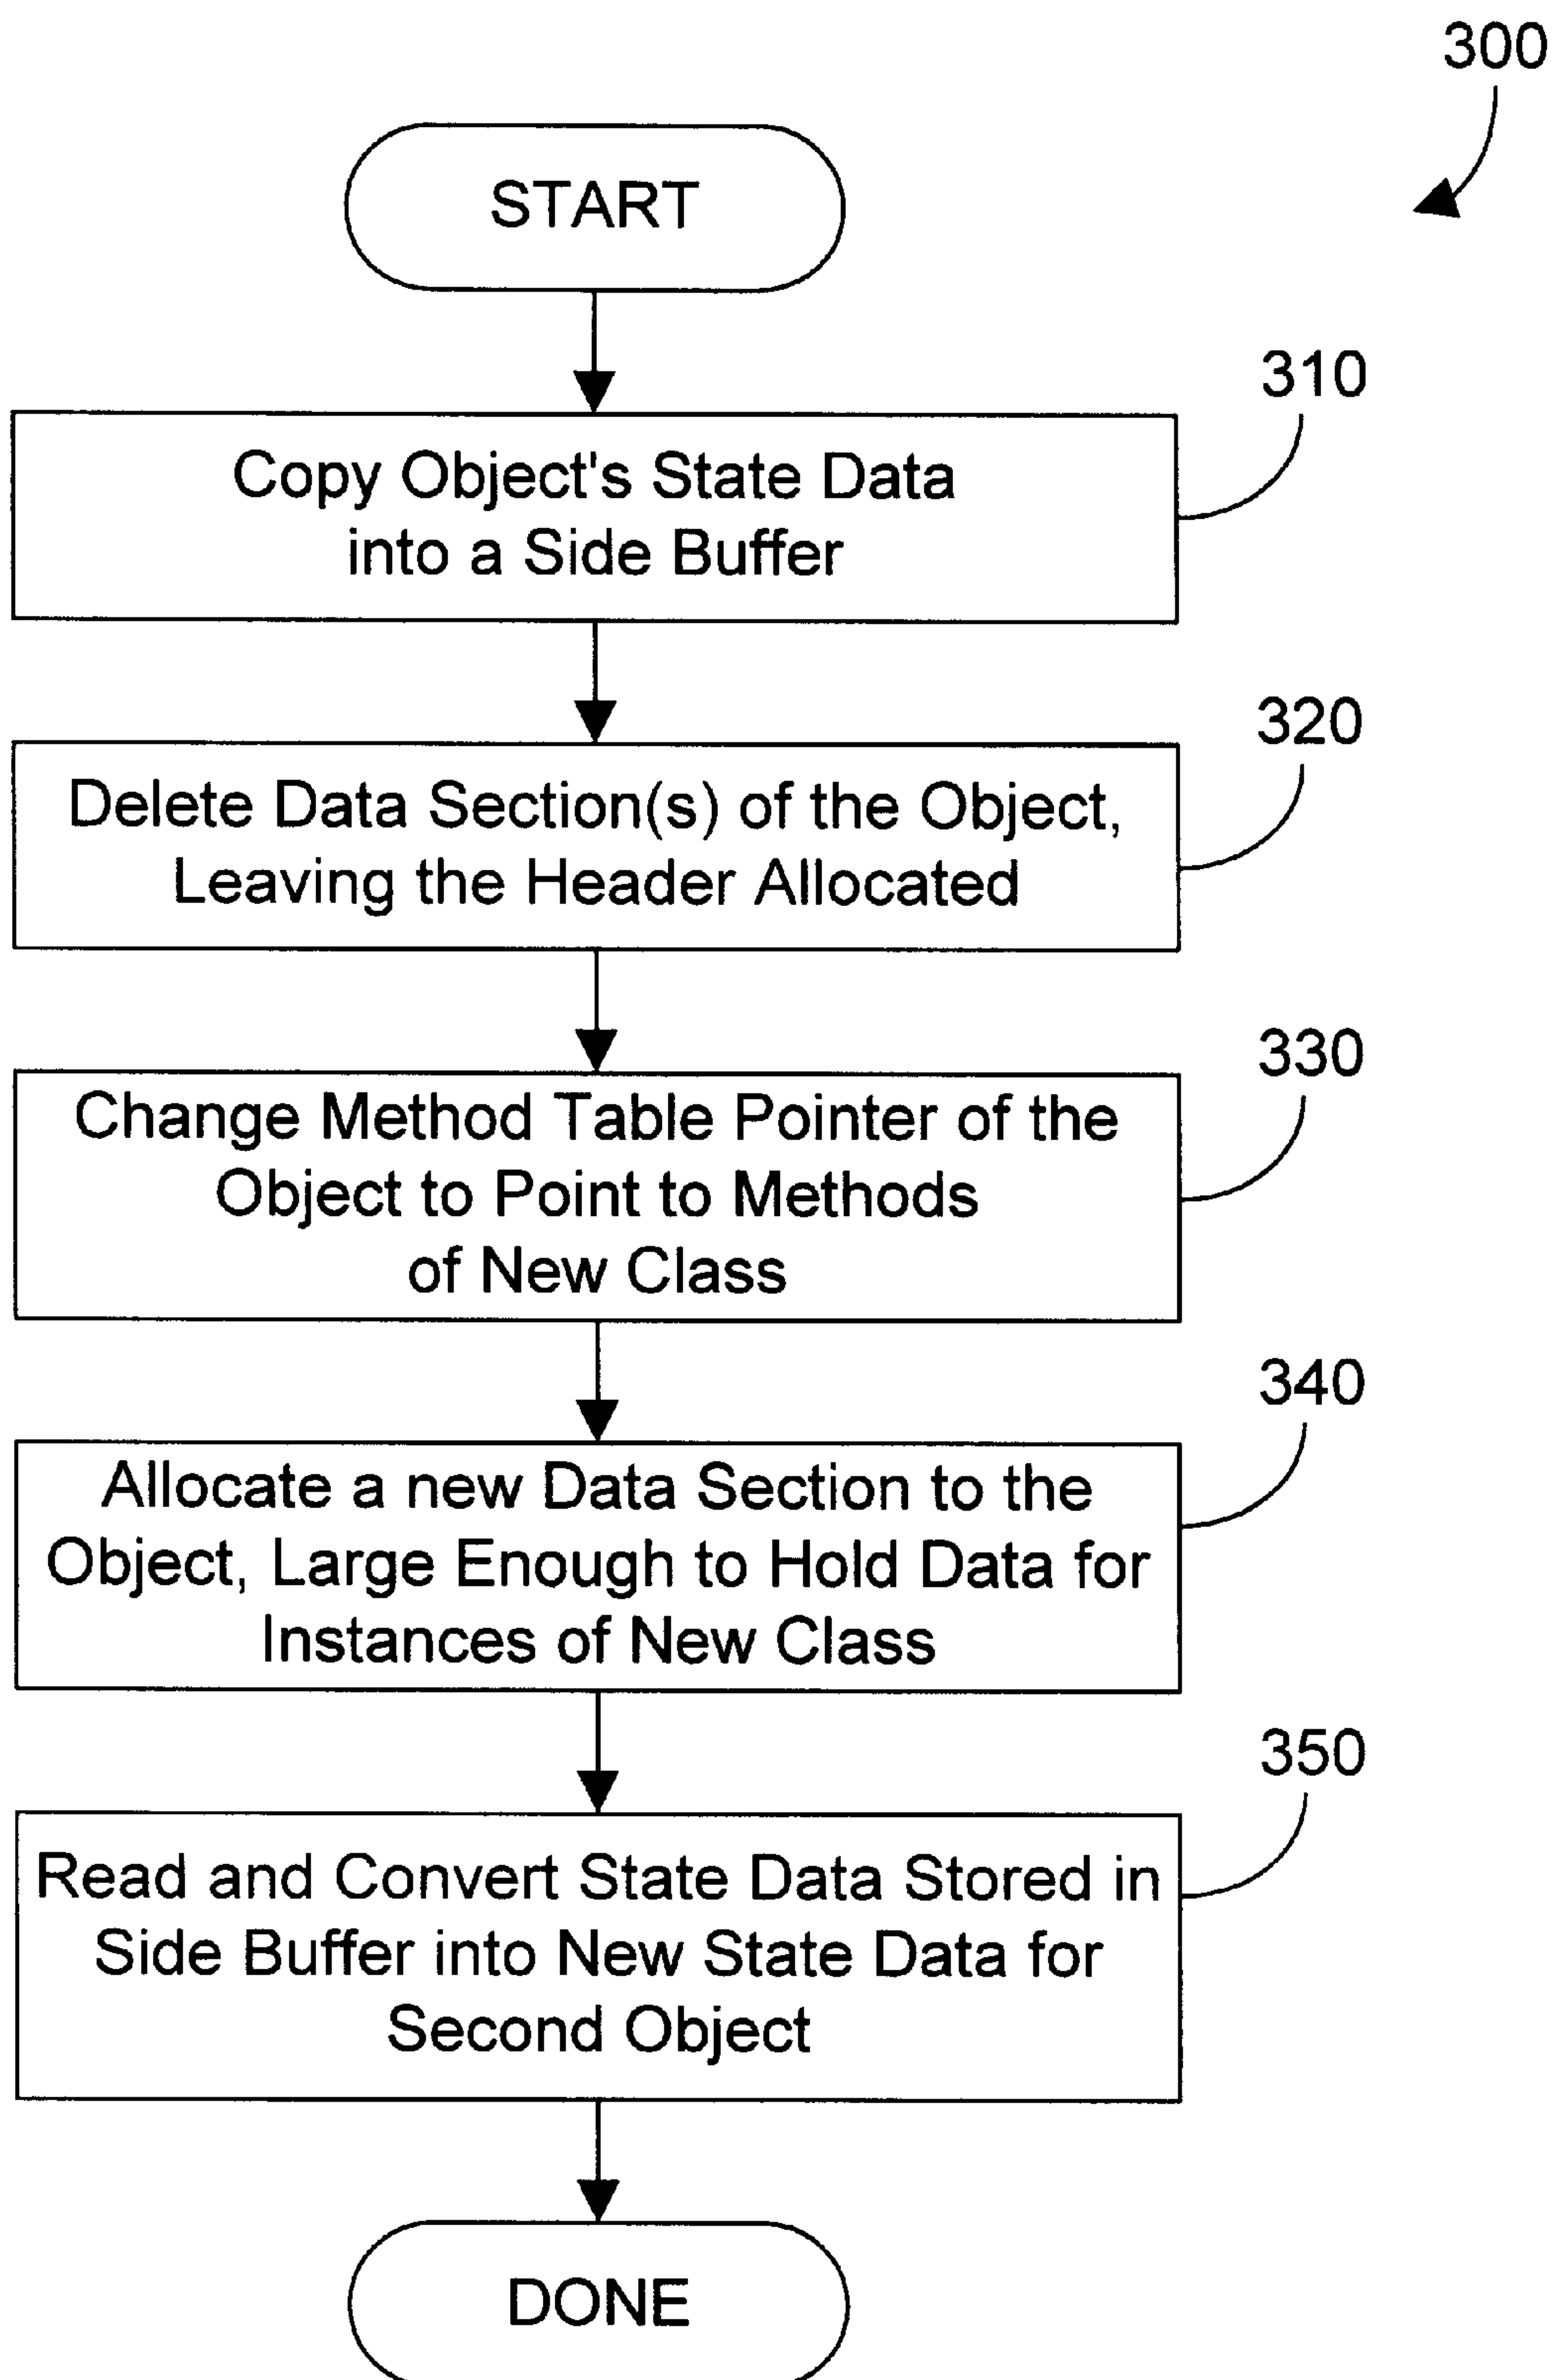 300
START
310
Copy Object's State Data
into a Side Buffer
320
Delete Data Section(s) of the Object,
Leaving the Header Allocated
330
Change Method Table Pointer of the
Object to Point to Methods
of New Class
340
Allocate a new Data Section to the
Object, Large Enough to Hold Data for
Instances of New Class
350
Read and Convert State Data Stored in
Side Buffer into New State Data for
Second Object
DONE